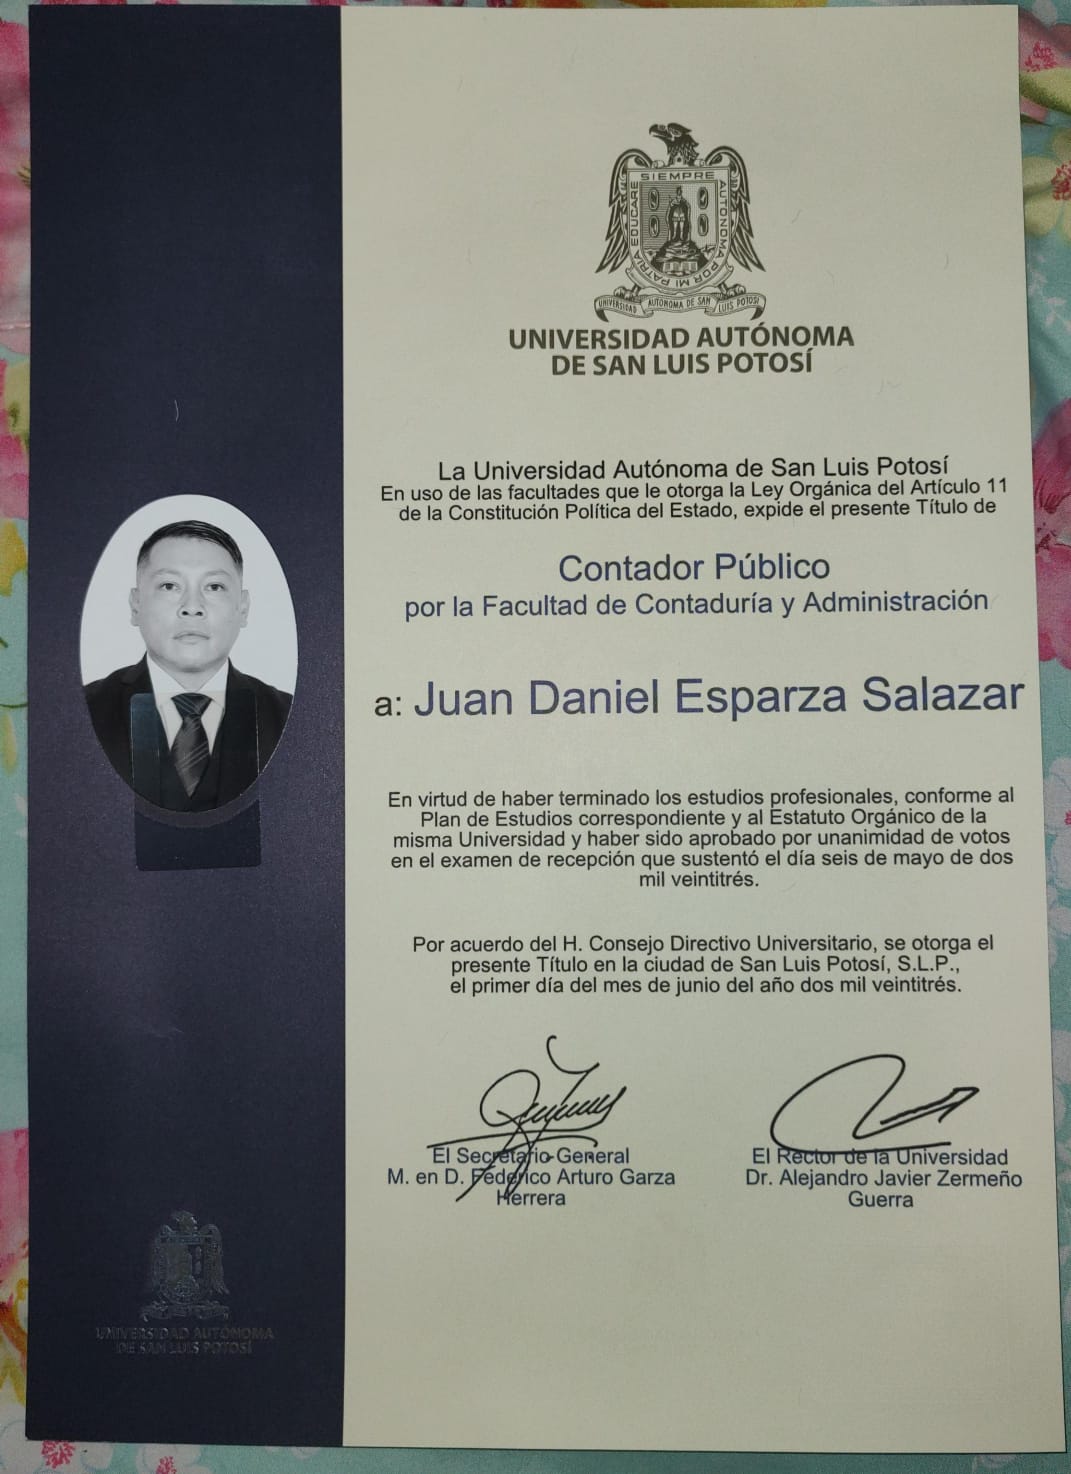 SIEMPRE
AUTÓNOMA
POR MI PATRIA
EDUCARE
UNIVERSIDAD AUTÓNOMA DE SAN LUIS POTOSÍ
UNIVERSIDAD AUTÓNOMA
DE SAN LUIS POTOSÍ
La Universidad Autónoma de San Luis Potosí
En uso de las facultades que le otorga la Ley Orgánica del Artículo 11
de la Constitución Política del Estado, expide el presente Título de
Contador Público
por la Facultad de Contaduría y Administración
a: Juan Daniel Esparza Salazar
En virtud de haber terminado los estudios profesionales, conforme al
Plan de Estudios correspondiente y al Estatuto Orgánico de la
misma Universidad y haber sido aprobado por unanimidad de votos
en el examen de recepción que sustentó el día seis de mayo de dos
mil veintitrés.
Por acuerdo del H. Consejo Directivo Universitario, se otorga el
presente Título en la ciudad de San Luis Potosí, S.L.P.,
el primer día del mes de junio del año dos mil veintitrés.
El Secretario General
M. en D. Federico Arturo Garza
Herrera
El Rector de la Universidad
Dr. Alejandro Javier Zermeño
Guerra
UNIVERSIDAD AUTÓNOMA
DE SAN LUIS POTOSÍ